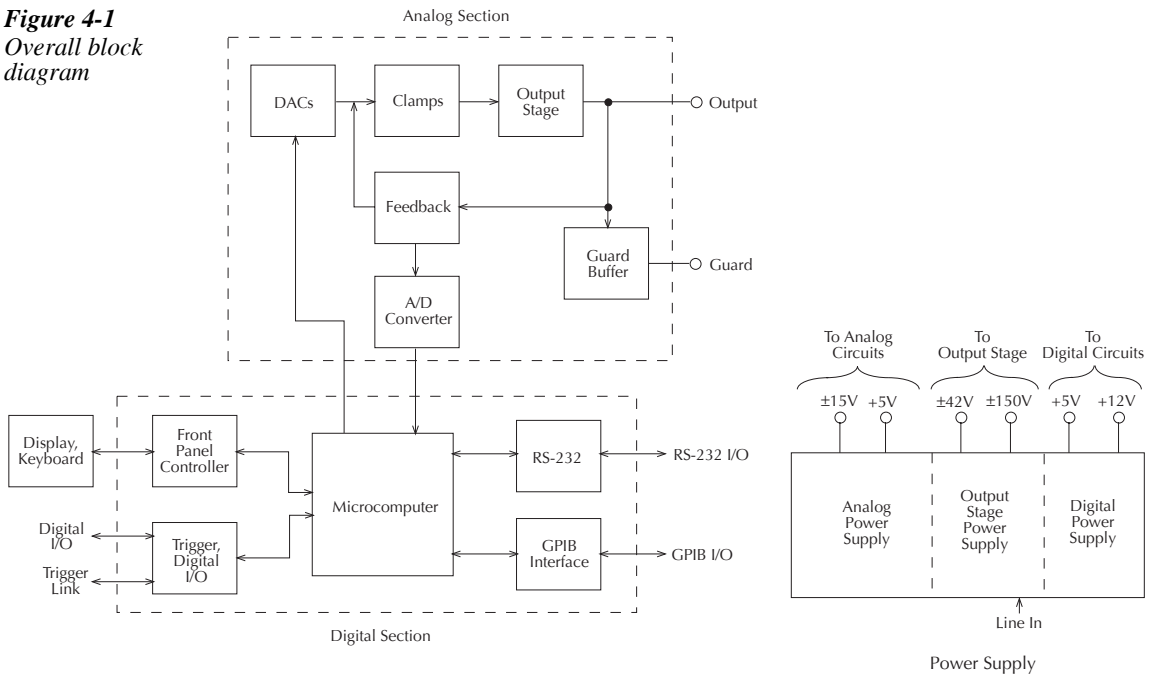 Figure 4-1
Overall block
diagram
Analog Section
DACs
Clamps
Output
Stage
Output
Feedback
Guard
Buffer
Guard
A/D
Converter
Display,
Keyboard
Front
Panel
Controller
Microcomputer
RS-232
RS-232 I/O
Digital
I/O
Trigger
Link
Trigger,
Digital
I/O
GPIB
Interface
GPIB I/O
Digital Section
To Analog
Circuits
To
Output Stage
To
Digital Circuits
±15V
+5V
±42V
±150V
+5V
+12V
Analog
Power
Supply
Output
Stage
Power
Supply
Digital
Power
Supply
Line In
Power Supply